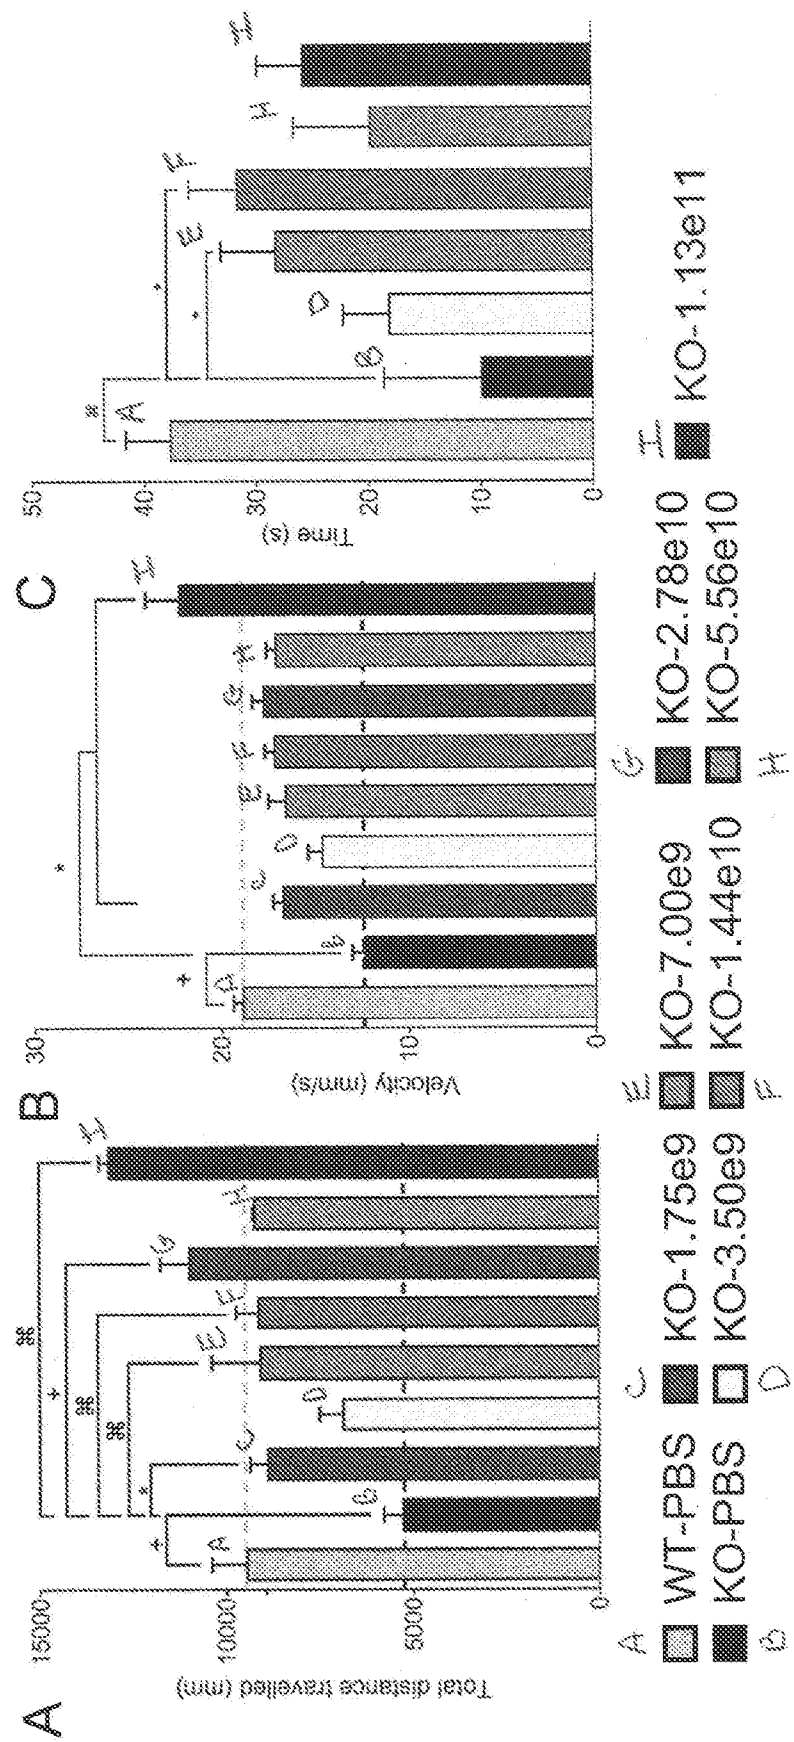 A
Total distance travelled (mm)
15000
10000
5000
0
A
B
C
D
E
F
G
H
I
+
*
⌘
⌘
+
⌘
B
Velocity (mm/s)
30
20
10
0
A
B
C
D
E
F
G
H
I
+
*
C
Time (s)
50
40
30
20
10
0
A
B
D
E
F
H
I
⌘
*
*
A WT-PBS
B KO-PBS
C KO-1.75e9
D KO-3.50e9
E KO-7.00e9
F KO-1.44e10
G KO-2.78e10
H KO-5.56e10
I KO-1.13e11